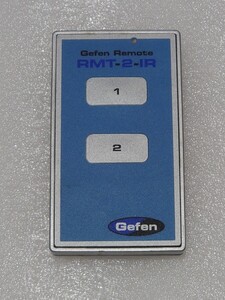 Gefen Remote
RMT-2-IR
1
2
Gefen